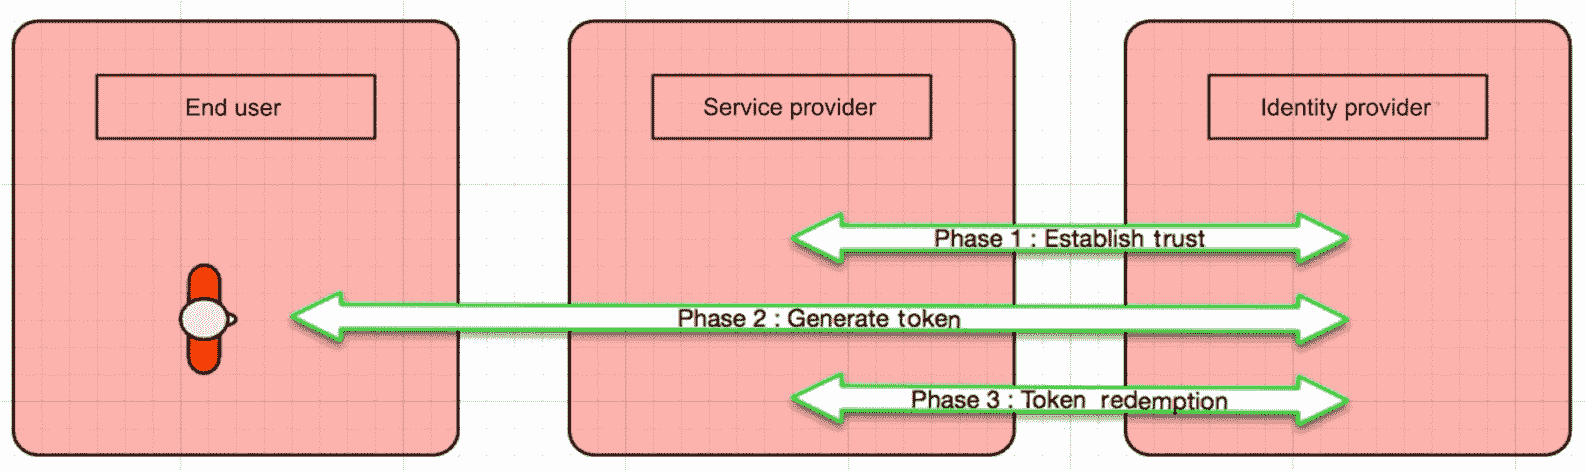 End user
Service provider
Identity provider
Phase 1 : Establish trust
Phase 2 : Generate token
Phase 3 : Token redemption